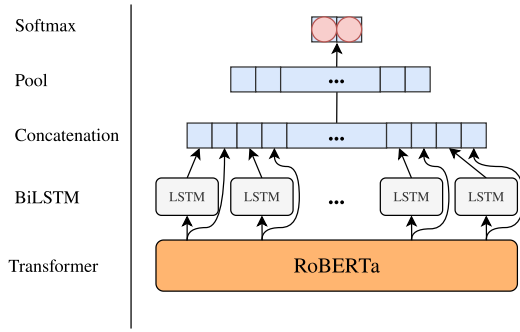 Softmax
Pool
...
Concatenation
...
BiLSTM
LSTM
LSTM
...
LSTM
LSTM
Transformer
RoBERTa